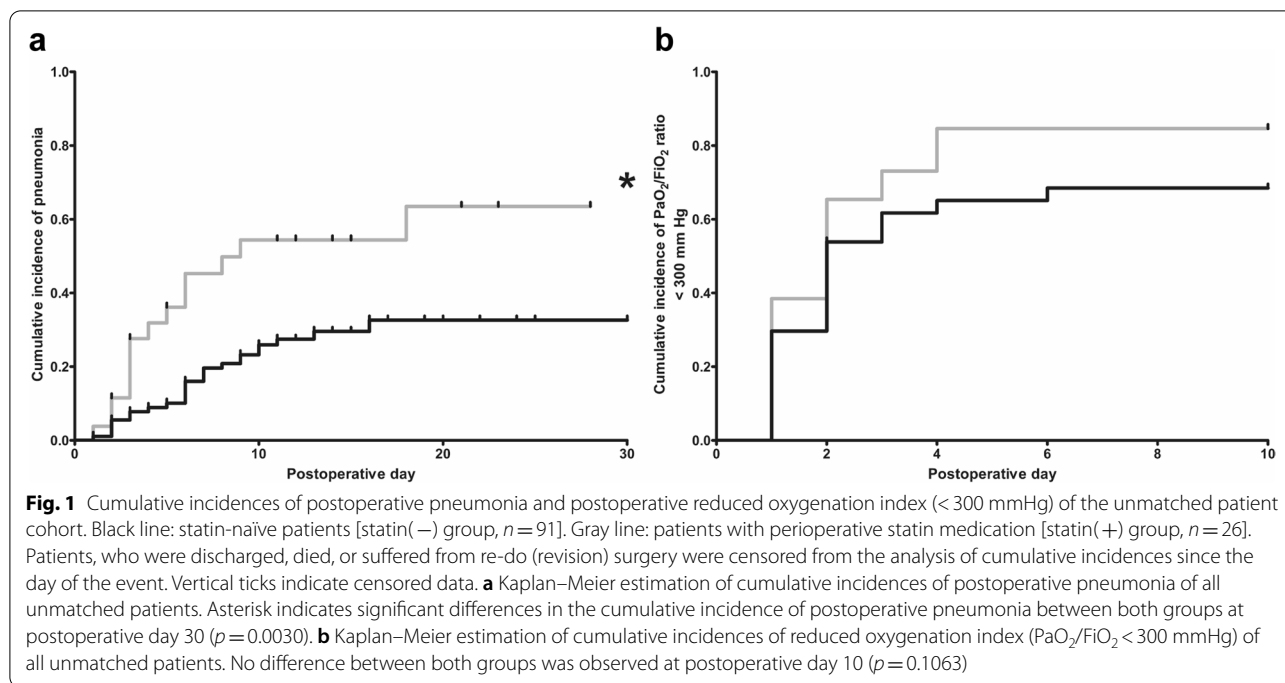 a
Cumulative incidence of pneumonia
1.0
0.8
0.6
0.4
0.2
0.0
0
10
20
30
*
Postoperative day
b
Cumulative incidence of PaO₂/FiO₂ ratio
< 300 mm Hg
1.0
0.8
0.6
0.4
0.2
0.0
0
2
4
6
8
10
Postoperative day
Fig. 1 Cumulative incidences of postoperative pneumonia and postoperative reduced oxygenation index (< 300 mmHg) of the unmatched patient
cohort. Black line: statin-naïve patients [statin(−) group, n = 91]. Gray line: patients with perioperative statin medication [statin(+) group, n = 26].
Patients, who were discharged, died, or suffered from re-do (revision) surgery were censored from the analysis of cumulative incidences since the
day of the event. Vertical ticks indicate censored data. a Kaplan–Meier estimation of cumulative incidences of postoperative pneumonia of all
unmatched patients. Asterisk indicates significant differences in the cumulative incidence of postoperative pneumonia between both groups at
postoperative day 30 (p = 0.0030). b Kaplan–Meier estimation of cumulative incidences of reduced oxygenation index (PaO₂/FiO₂ < 300 mmHg) of
all unmatched patients. No difference between both groups was observed at postoperative day 10 (p = 0.1063)